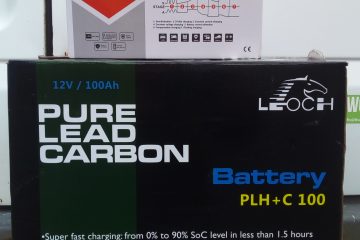 12V / 100Ah
LEOCH
PURE
LEAD
CARBON
Battery
PLH+C 100
•Super fast charging: from 0% to 90% SoC level in less than 1.5 hours